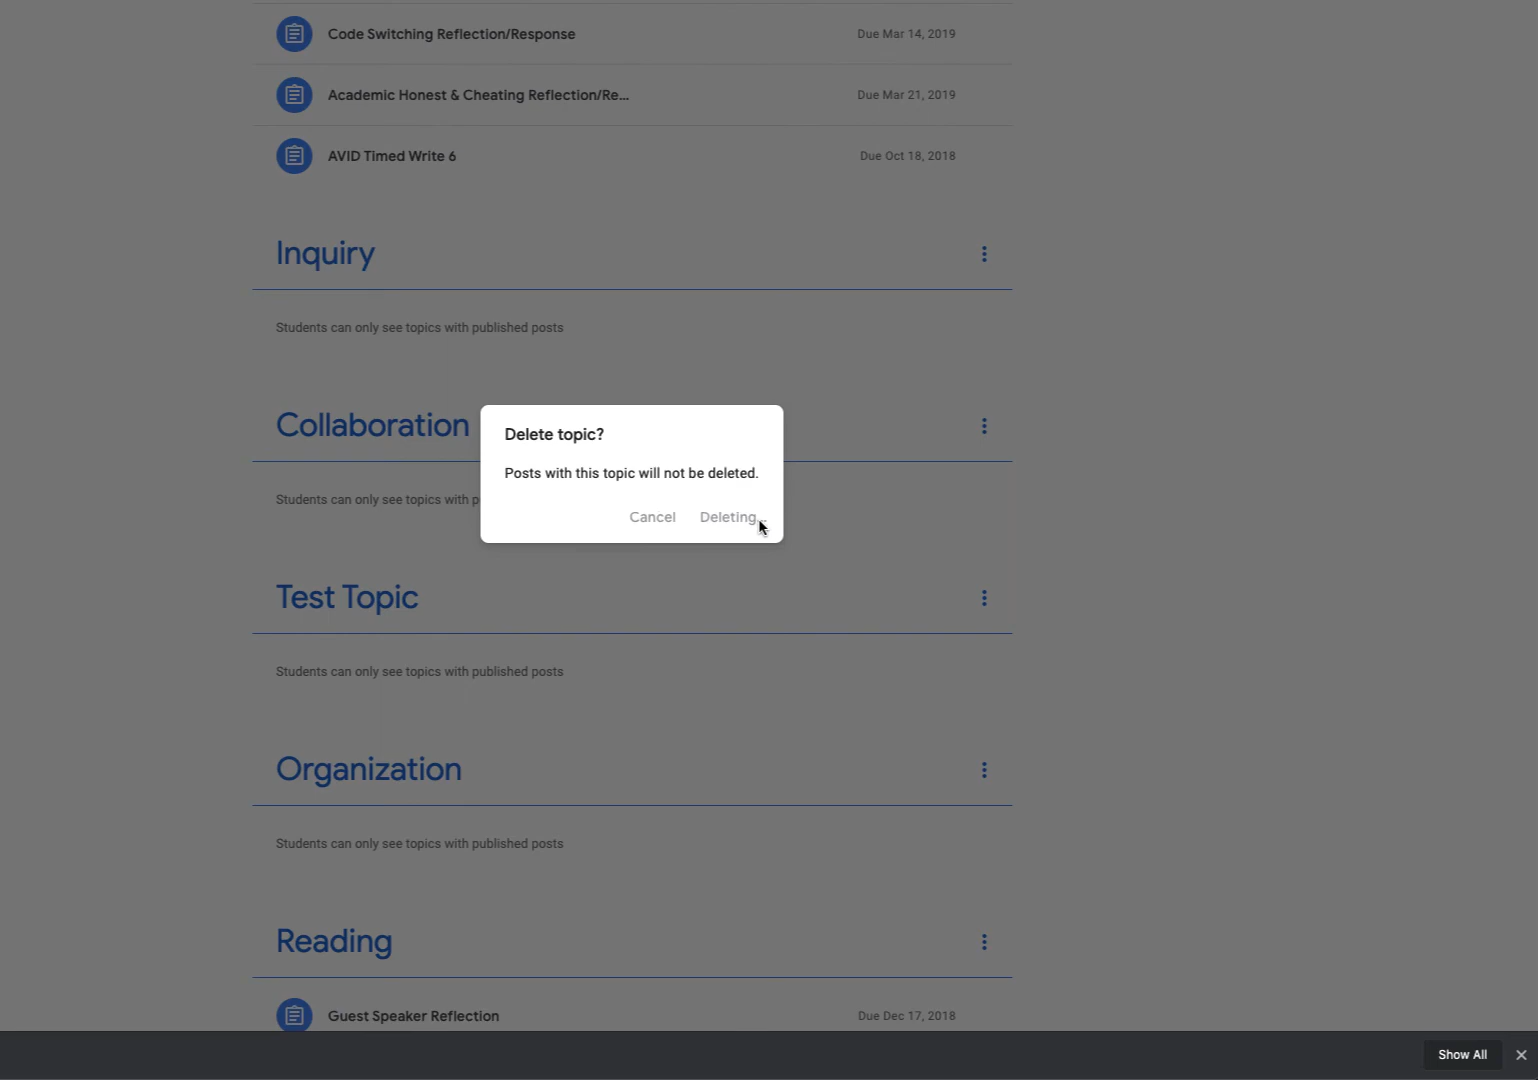 Code Switching Reflection/Response
Due Mar 14, 2019
Academic Honest & Cheating Reflection/Re...
Due Mar 21, 2019
AVID Timed Write 6
Due Oct 18, 2018
Inquiry
Students can only see topics with published posts
Collaboration
Students can only see topics with p
Delete topic?
Posts with this topic will not be deleted.
Cancel
Deleting...
Test Topic
Students can only see topics with published posts
Organization
Students can only see topics with published posts
Reading
Guest Speaker Reflection
Due Dec 17, 2018
Show All